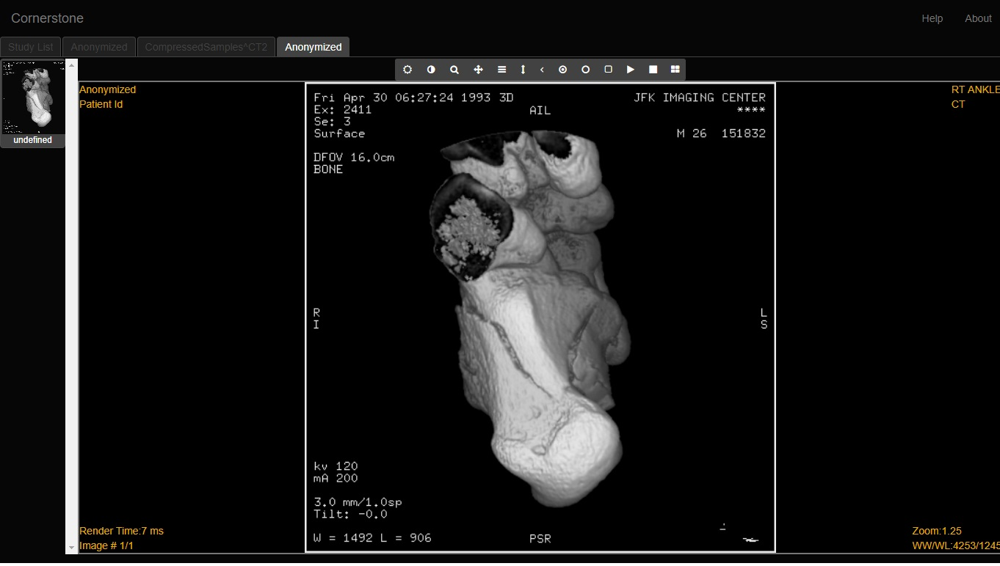 Cornerstone
Help
About
Study List
Anonymized
CompressedSamples^CT2
Anonymized
undefined
Anonymized
Patient Id
RT ANKLE
CT
Fri Apr 30 06:27:24 1993 3D
JFK IMAGING CENTER
Ex: 2411
AIL
****
Se: 3
Surface
M 26 151832
DFOV 16.0cm
BONE
R
I
L
S
kv 120
mA 200
3.0 mm/1.0sp
Tilt: -0.0
W = 1492 L = 906
PSR
Render Time:7 ms
Image # 1/1
Zoom:1.25
WW/WL:4253/1245